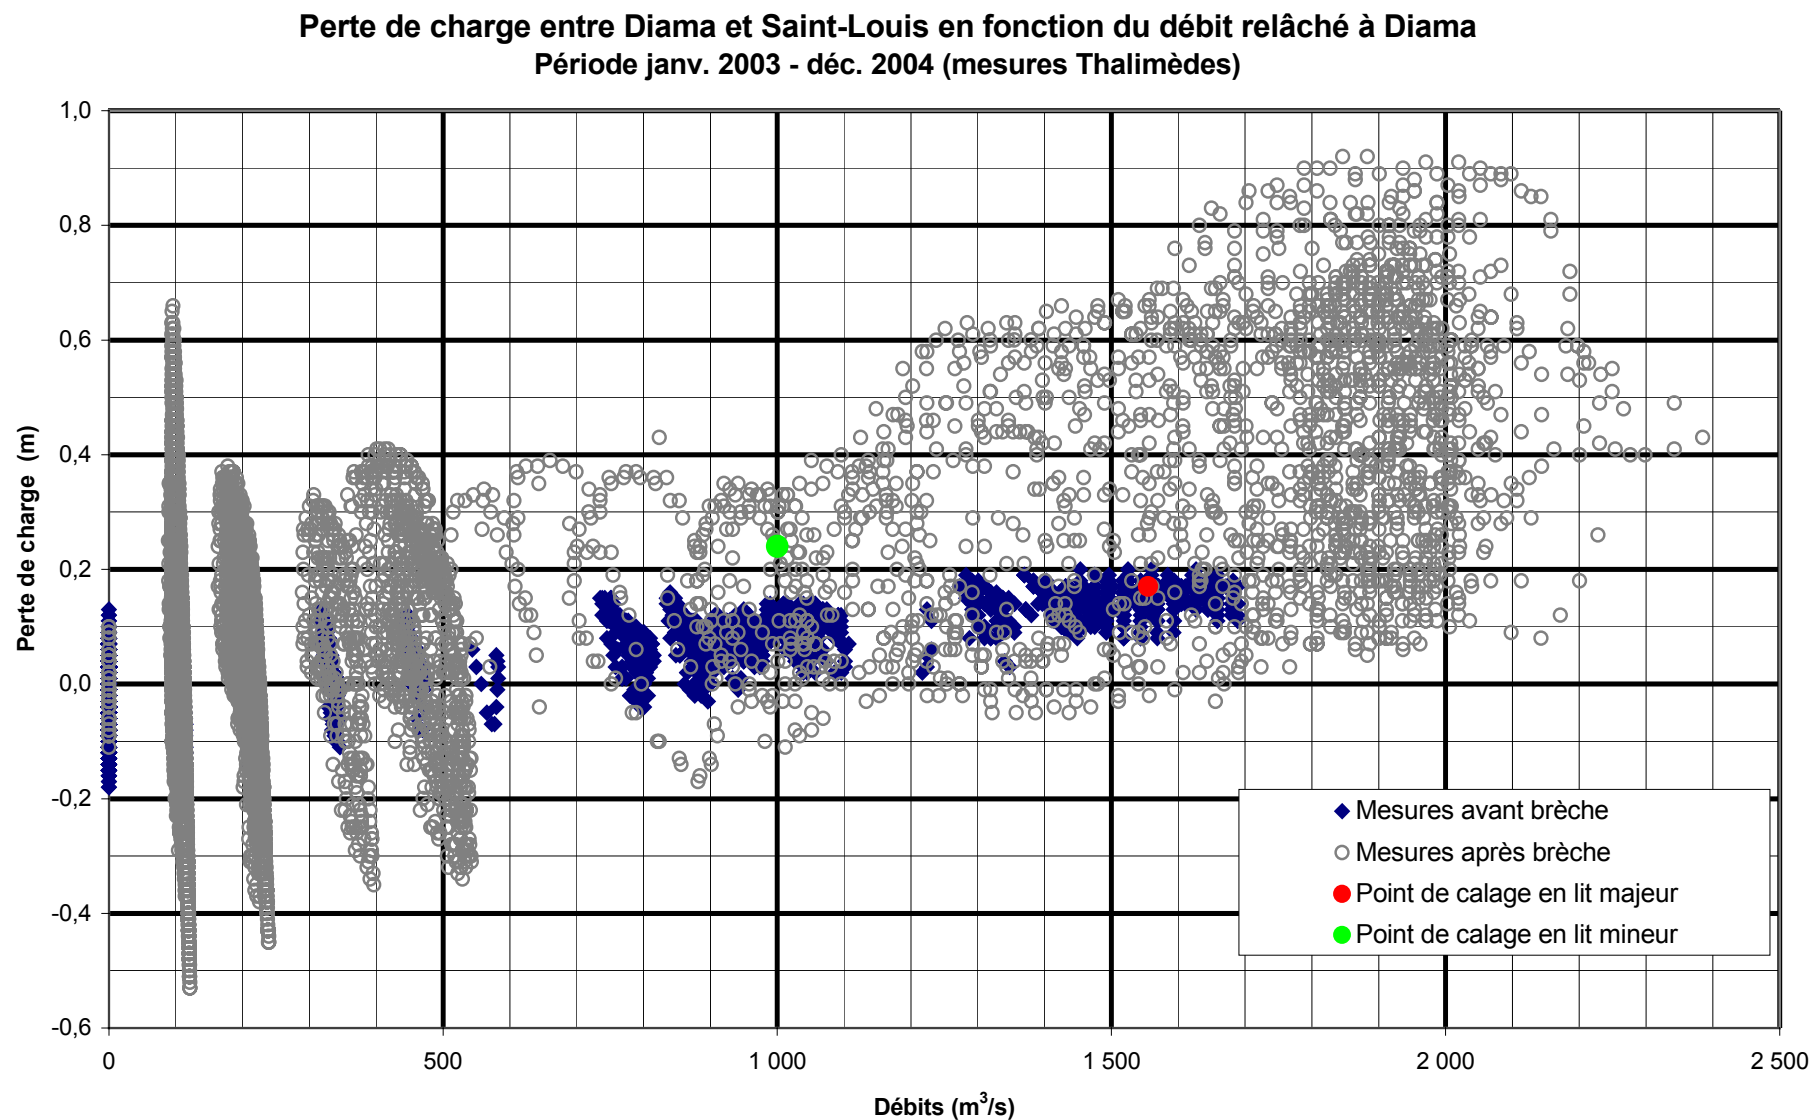 Perte de charge entre Diama et Saint-Louis en fonction du débit relâché à Diama
Période janv. 2003 - déc. 2004 (mesures Thalimèdes)
1,0
0,8
0,6
0,4
0,2
0,0
-0,2
-0,4
-0,6
Perte de charge (m)
Mesures avant brèche
Mesures après brèche
Point de calage en lit majeur
Point de calage en lit mineur
0 500 1 000 1 500 2 000 2 500
Débits (m³/s)